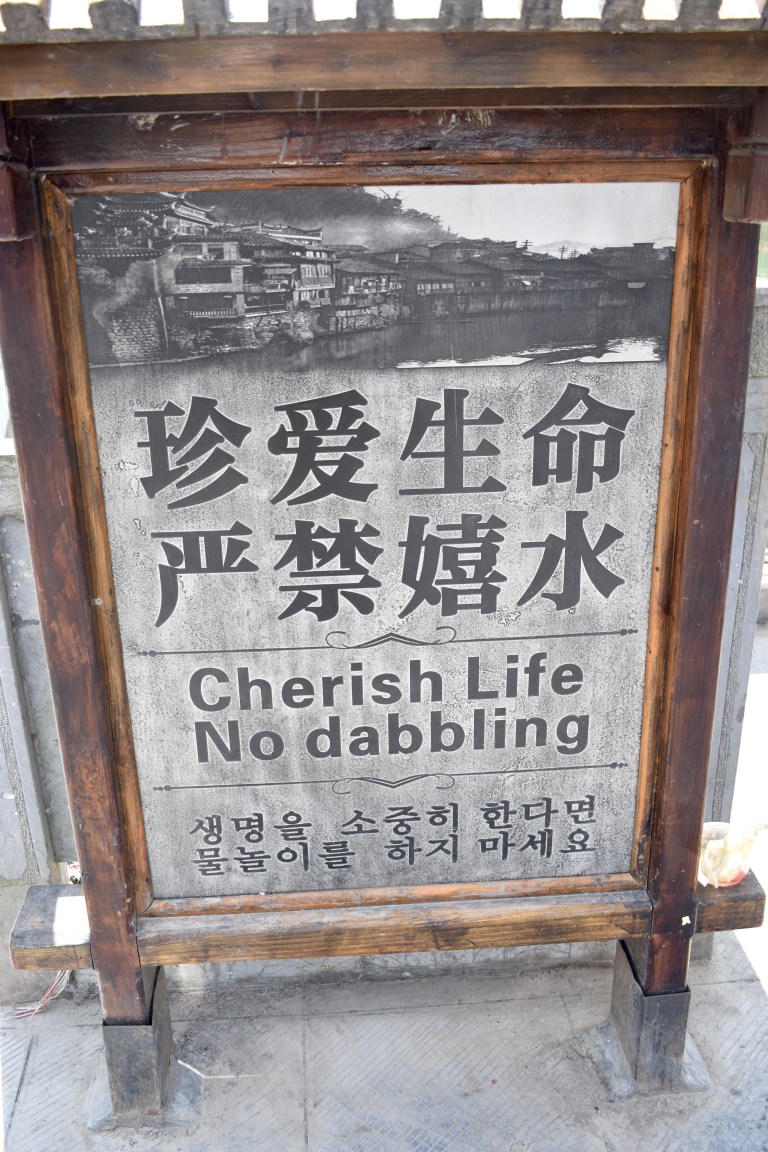 珍爱生命
严禁嬉水
Cherish Life
No dabbling
생명을 소중히 한다면
물놀이를 하지 마세요